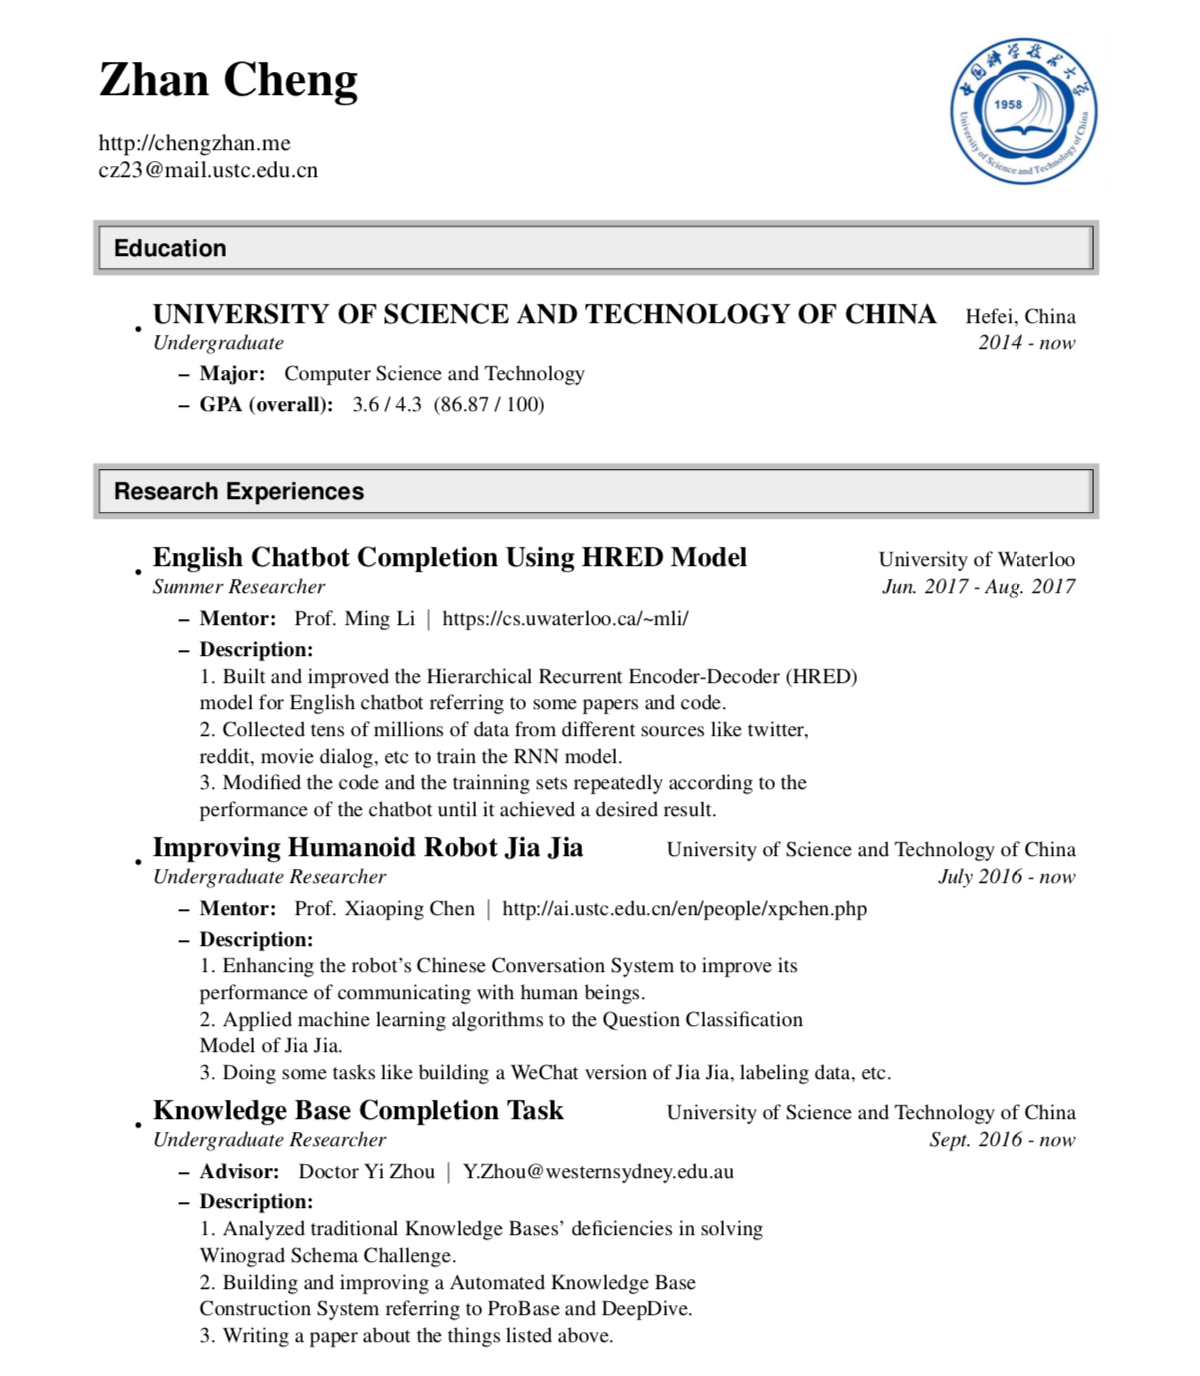 Zhan Cheng
中国科学技术大学
1958
University of Science and Technology of China
http://chengzhan.me
cz23@mail.ustc.edu.cn
Education
• UNIVERSITY OF SCIENCE AND TECHNOLOGY OF CHINA Hefei, China
Undergraduate 2014 - now
– Major: Computer Science and Technology
– GPA (overall): 3.6 / 4.3 (86.87 / 100)
Research Experiences
• English Chatbot Completion Using HRED Model University of Waterloo
Summer Researcher Jun. 2017 - Aug. 2017
– Mentor: Prof. Ming Li | https://cs.uwaterloo.ca/~mli/
– Description:
1. Built and improved the Hierarchical Recurrent Encoder-Decoder (HRED)
model for English chatbot referring to some papers and code.
2. Collected tens of millions of data from different sources like twitter,
reddit, movie dialog, etc to train the RNN model.
3. Modified the code and the trainning sets repeatedly according to the
performance of the chatbot until it achieved a desired result.
• Improving Humanoid Robot Jia Jia University of Science and Technology of China
Undergraduate Researcher July 2016 - now
– Mentor: Prof. Xiaoping Chen | http://ai.ustc.edu.cn/en/people/xpchen.php
– Description:
1. Enhancing the robot's Chinese Conversation System to improve its
performance of communicating with human beings.
2. Applied machine learning algorithms to the Question Classification
Model of Jia Jia.
3. Doing some tasks like building a WeChat version of Jia Jia, labeling data, etc.
• Knowledge Base Completion Task University of Science and Technology of China
Undergraduate Researcher Sept. 2016 - now
– Advisor: Doctor Yi Zhou | Y.Zhou@westernsydney.edu.au
– Description:
1. Analyzed traditional Knowledge Bases' deficiencies in solving
Winograd Schema Challenge.
2. Building and improving a Automated Knowledge Base
Construction System referring to ProBase and DeepDive.
3. Writing a paper about the things listed above.